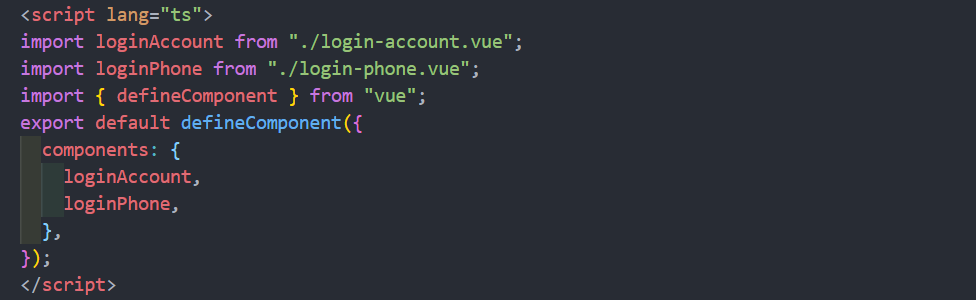 <script lang="ts">
import loginAccount from "./login-account.vue";
import loginPhone from "./login-phone.vue";
import { defineComponent } from "vue";
export default defineComponent({
  components: {
    loginAccount,
    loginPhone,
  },
});
</script>